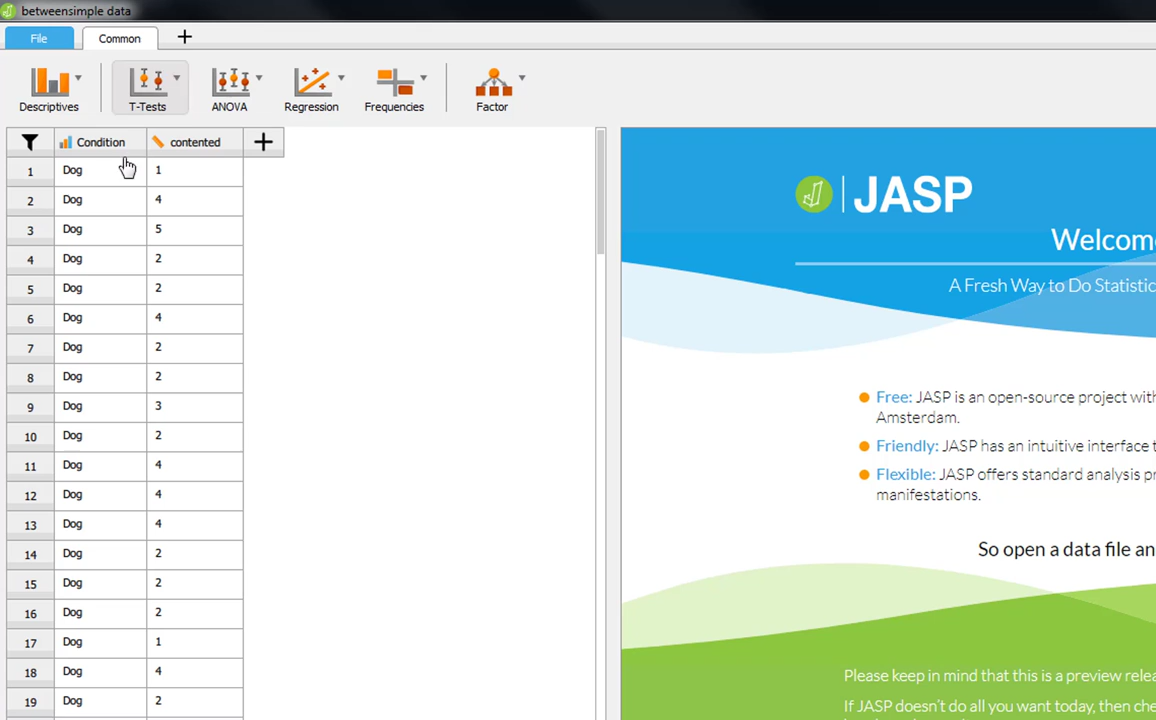 betweensimple data
File Common +
Descriptives T-Tests ANOVA Regression Frequencies Factor
Condition contented +
1 Dog 1
2 Dog 4
3 Dog 5
4 Dog 2
5 Dog 2
6 Dog 4
7 Dog 2
8 Dog 2
9 Dog 3
10 Dog 2
11 Dog 4
12 Dog 4
13 Dog 4
14 Dog 2
15 Dog 2
16 Dog 2
17 Dog 1
18 Dog 4
19 Dog 2
JASP
Welcome
A Fresh Way to Do Statistic
Free: JASP is an open-source project with
Amsterdam.
Friendly: JASP has an intuitive interface t
Flexible: JASP offers standard analysis pr
manifestations.
So open a data file an
Please keep in mind that this is a preview relea
If JASP doesn't do all you want today, then che